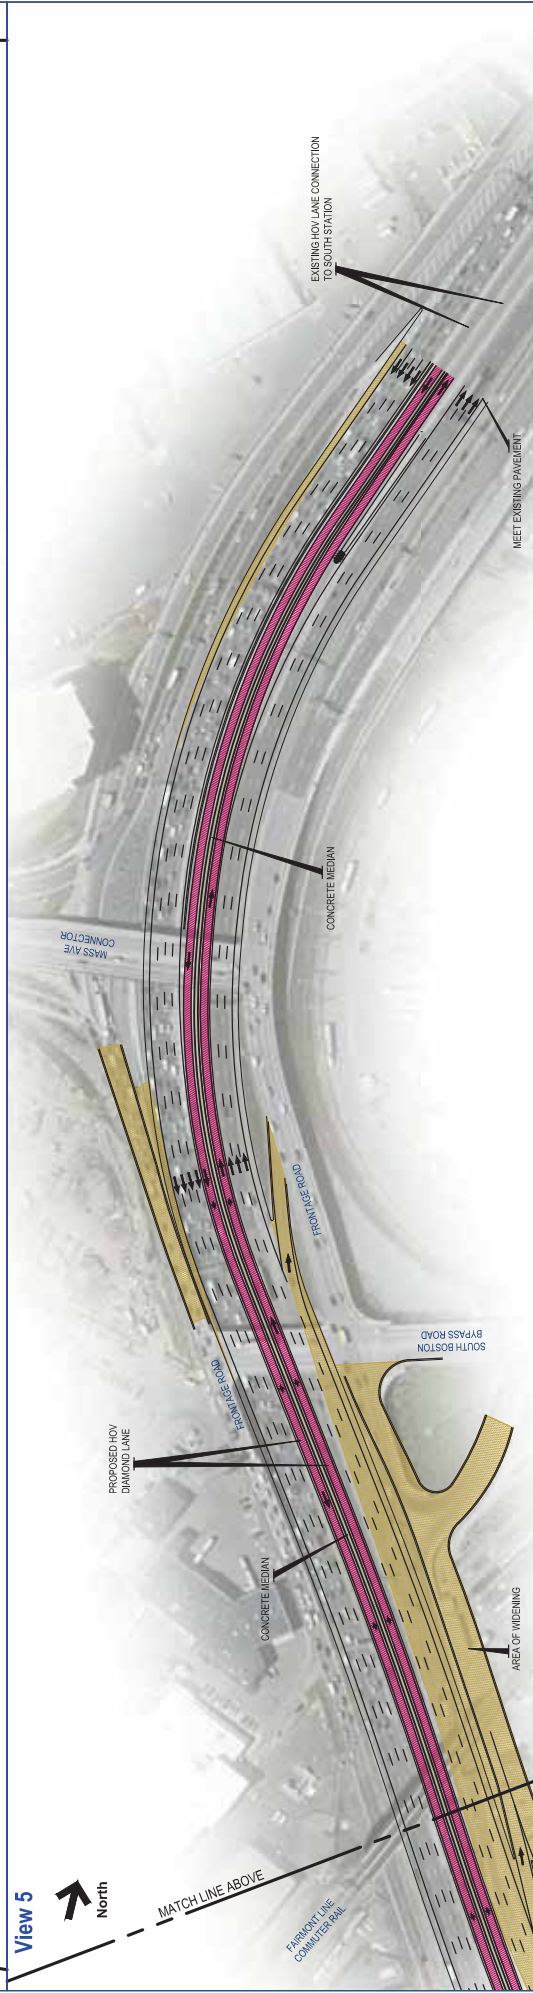 EXISTING HOV LANE CONNECTION
TO SOUTH STATION
MEET EXISTING PAVEMENT
CONCRETE MEDIAN
MASS AVE
CONNECTOR
FRONTAGE ROAD
SOUTH BOSTON
BYPASS ROAD
FRONTAGE ROAD
PROPOSED HOV
DIAMOND LANE
CONCRETE MEDIAN
AREA OF WIDENING
View 5
North
MATCH LINE ABOVE
FAIRMONT LINE
COMMUTER RAIL